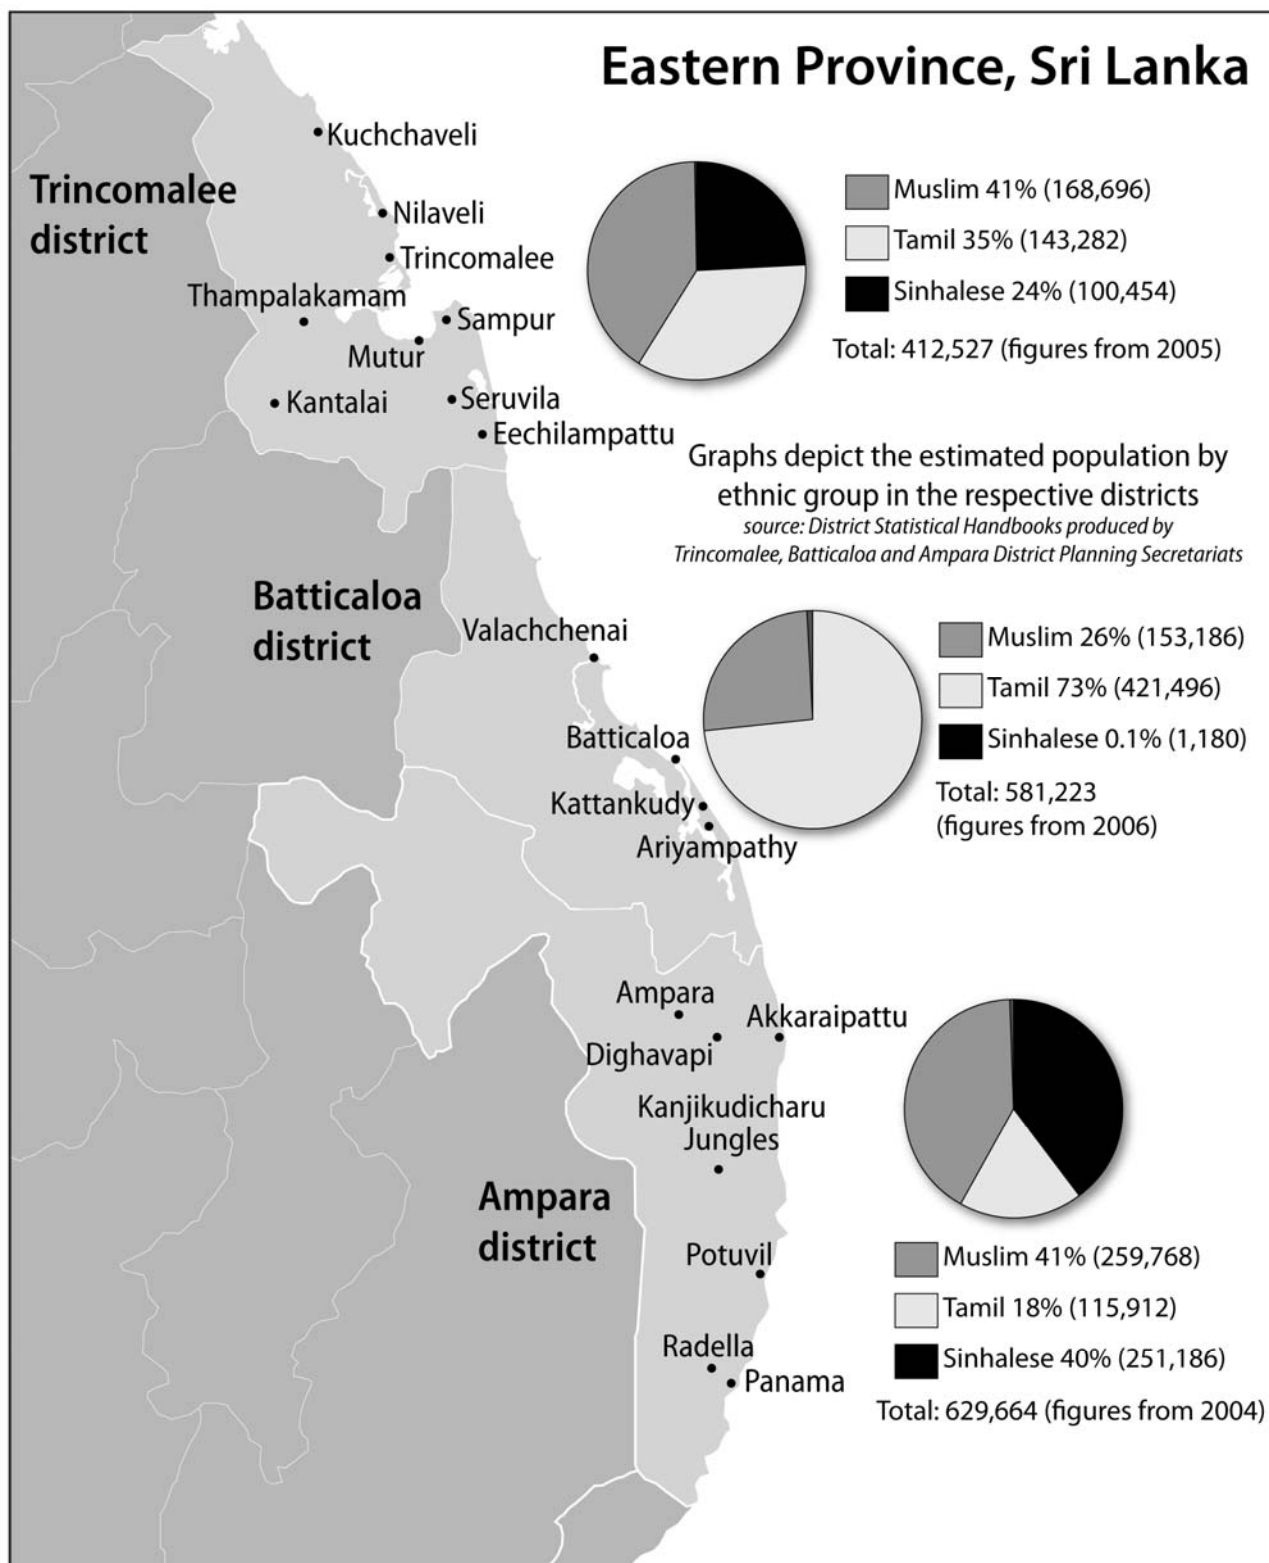 Eastern Province, Sri Lanka
Kuchchaveli
Trincomalee
district
Nilaveli
Trincomalee
Thampalakamam
Sampur
Mutur
Kantalai
Seruvila
Eechilampattu
Muslim 41% (168,696)
Tamil 35% (143,282)
Sinhalese 24% (100,454)
Total: 412,527 (figures from 2005)
Graphs depict the estimated population by
ethnic group in the respective districts
source: District Statistical Handbooks produced by
Trincomalee, Batticaloa and Ampara District Planning Secretariats
Batticaloa
district
Valachchenai
Batticaloa
Kattankudy
Ariyampathy
Muslim 26% (153,186)
Tamil 73% (421,496)
Sinhalese 0.1% (1,180)
Total: 581,223
(figures from 2006)
Ampara
Akkaraipattu
Dighavapi
Kanjikudicharu
Jungles
Ampara
district
Potuvil
Radella
Panama
Muslim 41% (259,768)
Tamil 18% (115,912)
Sinhalese 40% (251,186)
Total: 629,664 (figures from 2004)